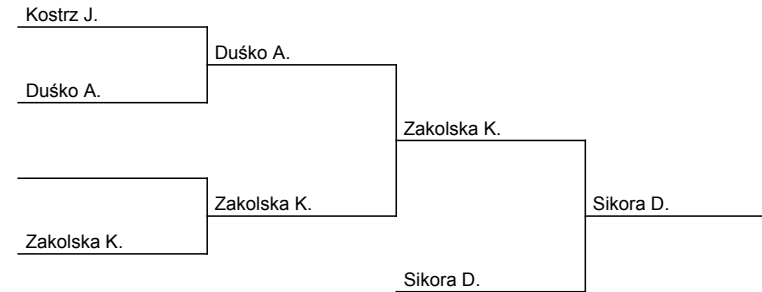 Kostrz J.
Duśko A.
Duśko A.
Zakolska K.
Zakolska K.
Sikora D.
Zakolska K.
Sikora D.